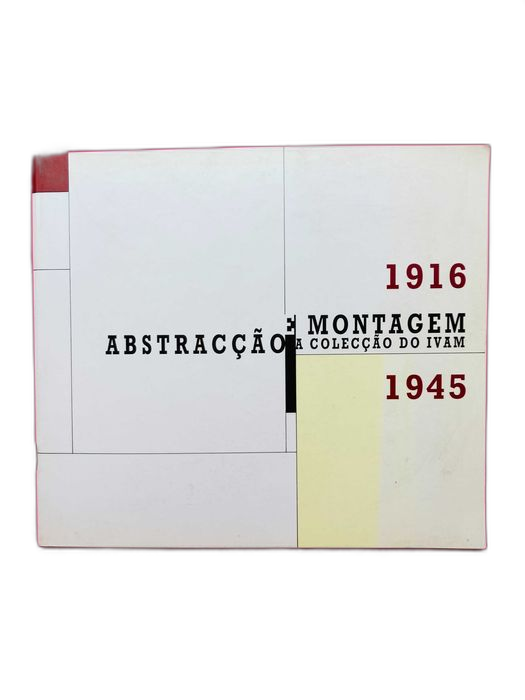 1916
MONTAGEM
ABSTRACÇÃO
A COLECÇÃO DO IVAM
1945